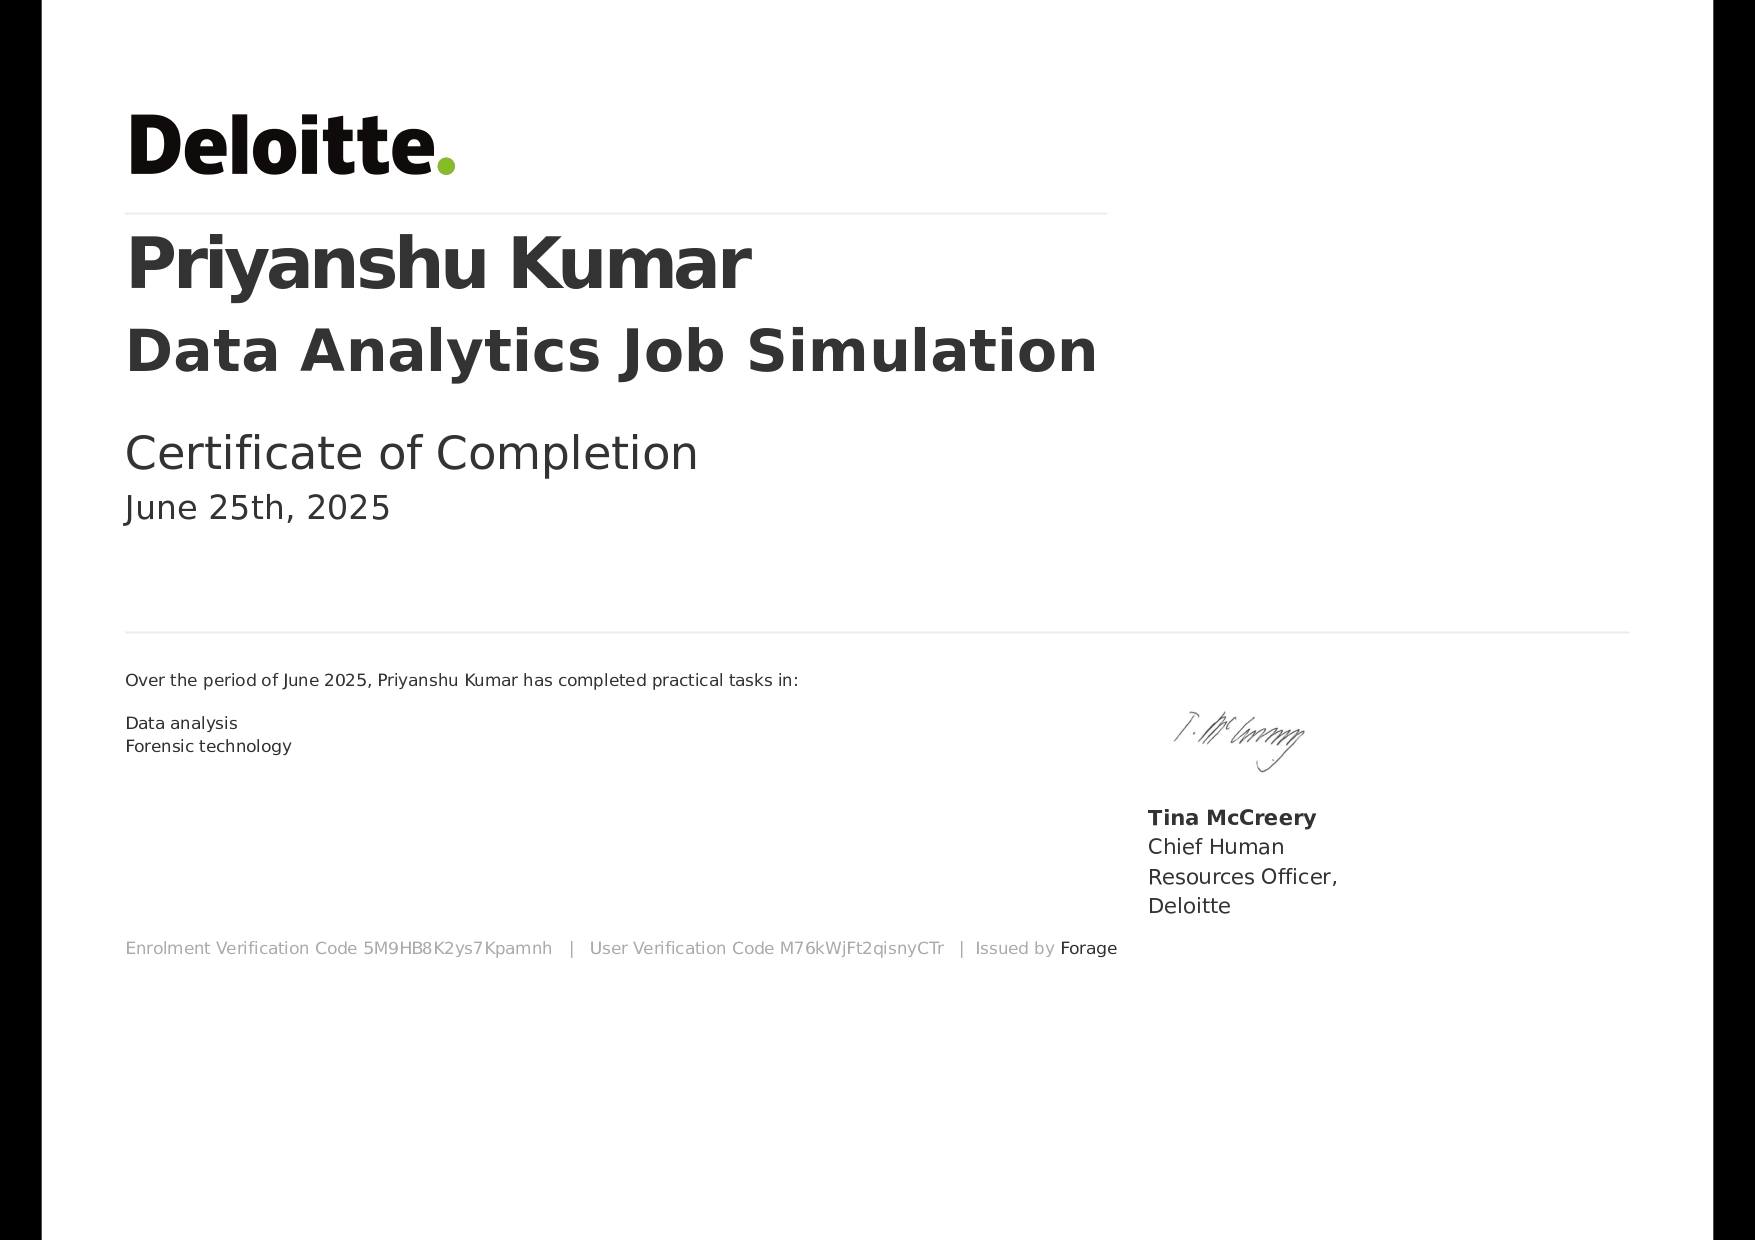 Deloitte.
Priyanshu Kumar
Data Analytics Job Simulation
Certificate of Completion
June 25th, 2025
Over the period of June 2025, Priyanshu Kumar has completed practical tasks in:
Data analysis
Forensic technology
T. McCreery
Tina McCreery
Chief Human
Resources Officer,
Deloitte
Enrolment Verification Code 5M9HB8K2ys7Kpamnh | User Verification Code M76kWjFt2qisnyCTr | Issued by Forage